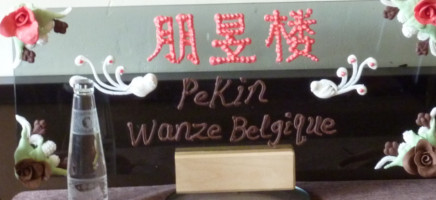 朋昱楼
Pekin
Wanze Belgique